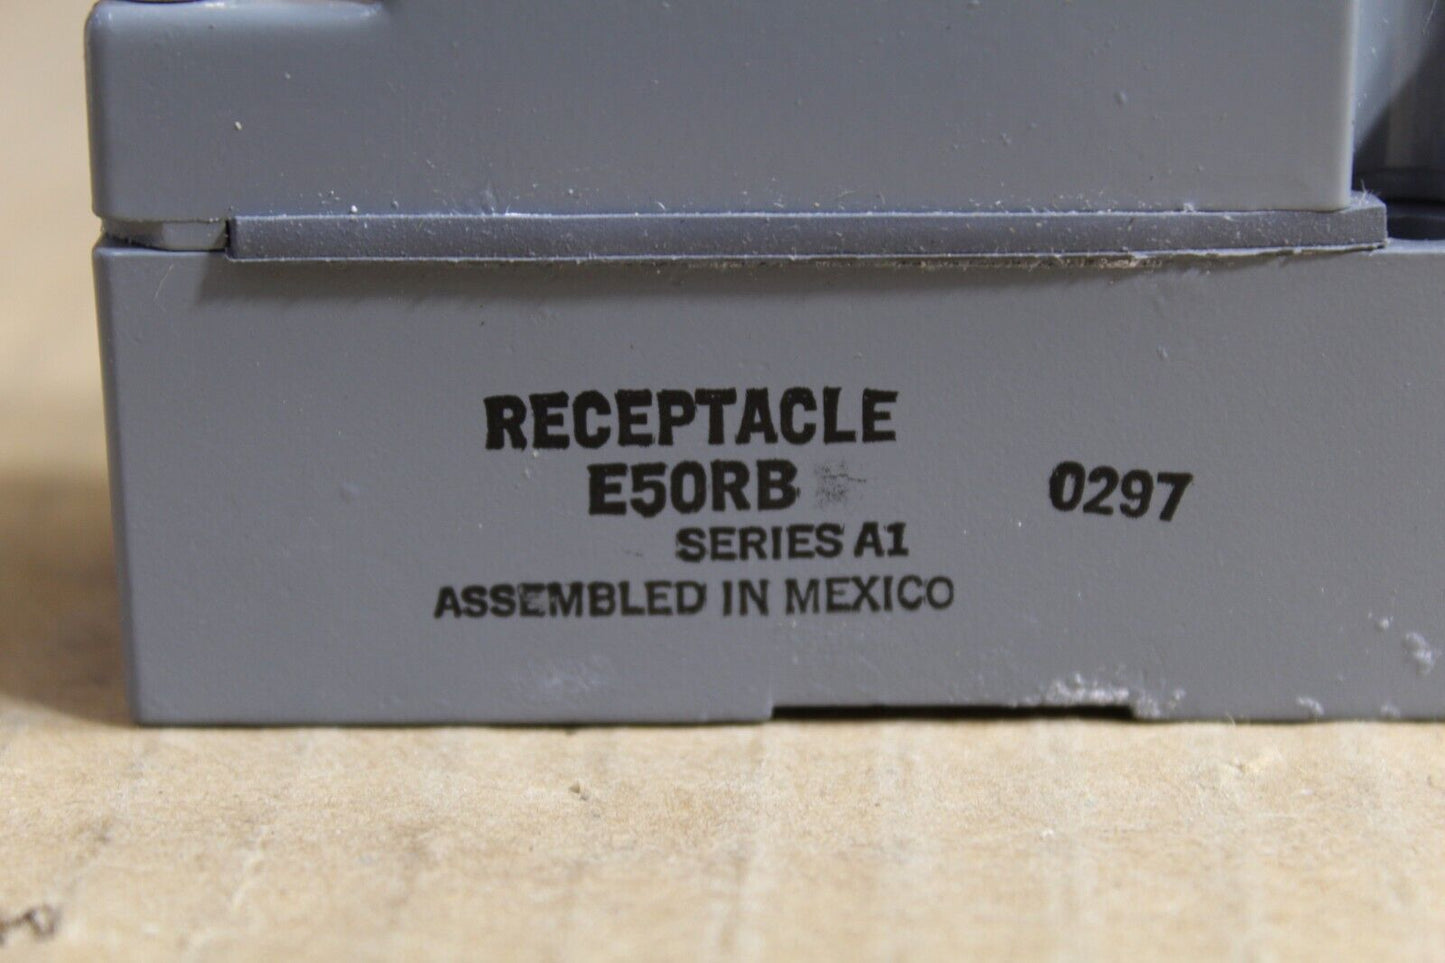 RECEPTACLE
E50RB
0297
SERIES A1
ASSEMBLED IN MEXICO